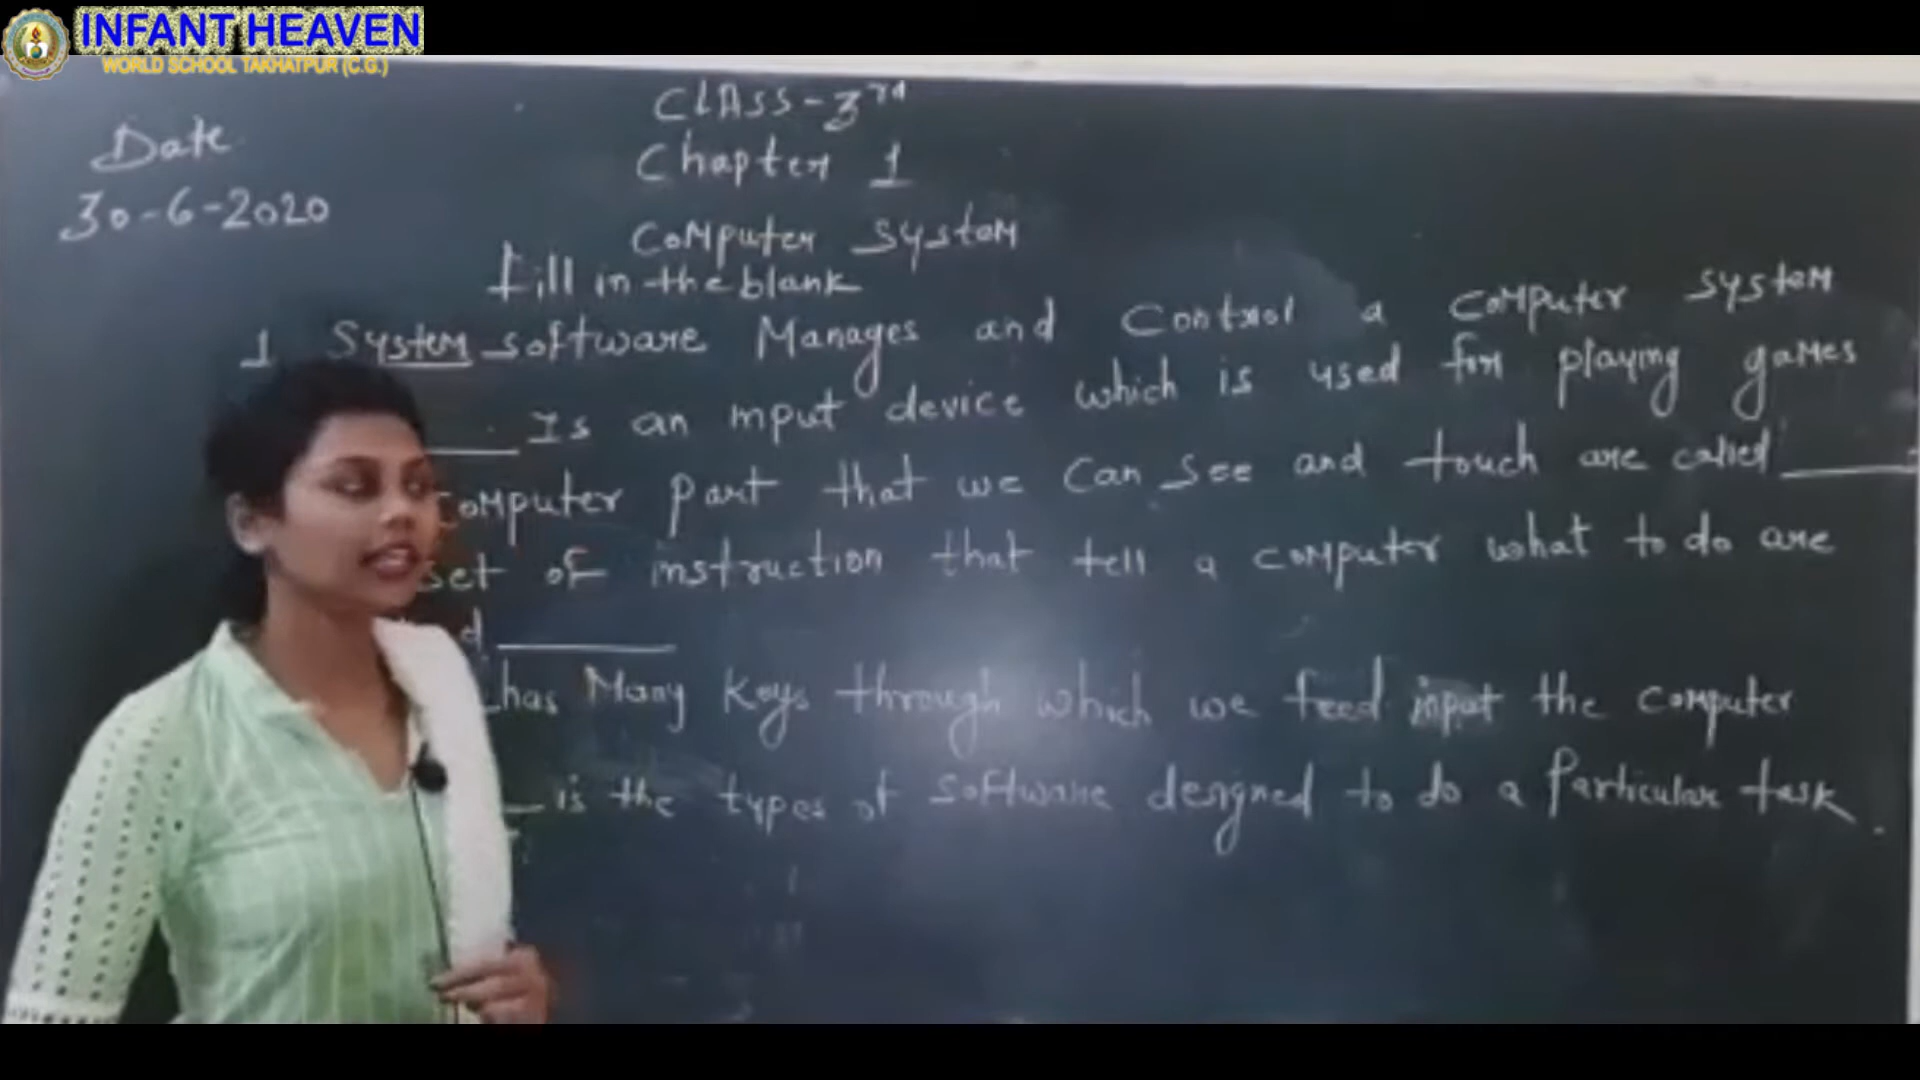 INFANT HEAVEN
WORLD SCHOOL TAKHATPUR (C.G.)
Date
30-6-2020
CLASS-3rd
Chapter 1
Computer System
Fill in the blank
1 System software Manages and Control a Computer System
____ Is an input device which is used for playing games
Computer part that we can see and touch are called ____
set of instruction that tell a computer what to do are
____
has Many Keys through which we feed input the Computer
__ is the types of software designed to do a Particular task.